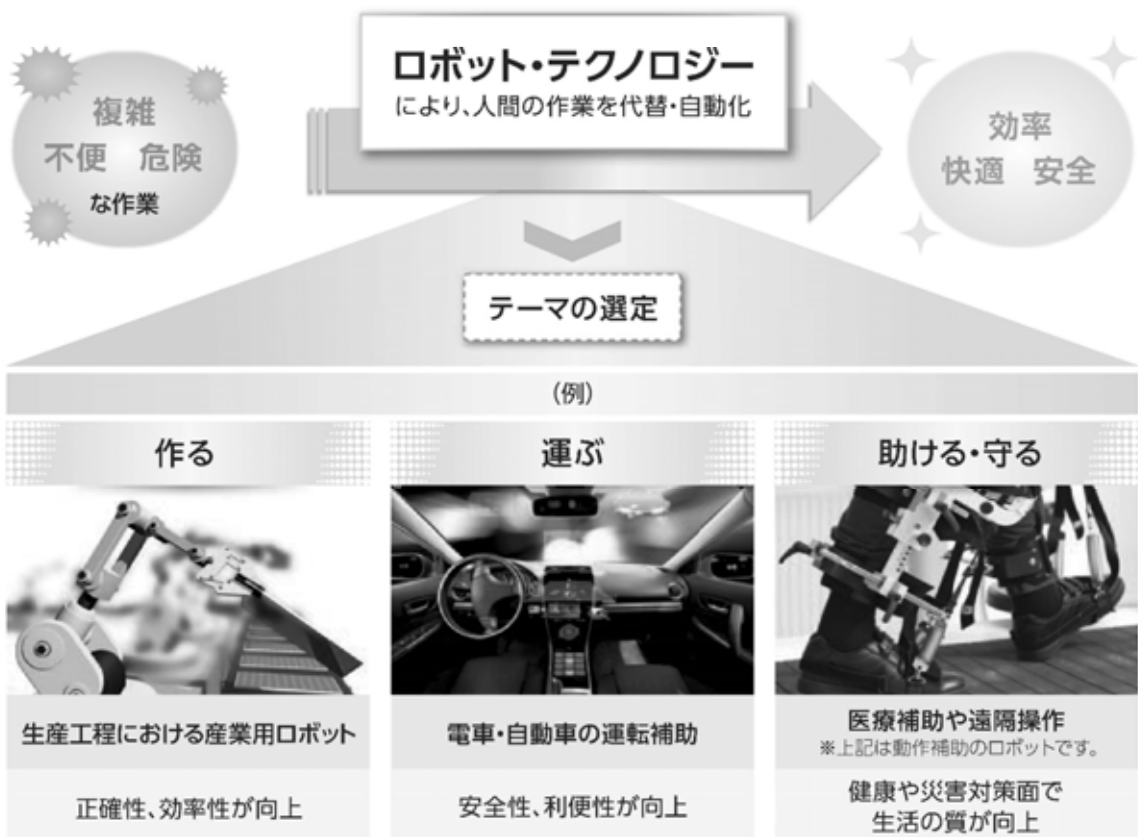 複雑
不便 危険
な作業
ロボット・テクノロジー
により、人間の作業を代替・自動化
効率
快適 安全
テーマの選定
(例)
作る
運ぶ
助ける・守る
生産工程における産業用ロボット
電車・自動車の運転補助
医療補助や遠隔操作
※上記は動作補助のロボットです。
正確性、効率性が向上
安全性、利便性が向上
健康や災害対策面で
生活の質が向上